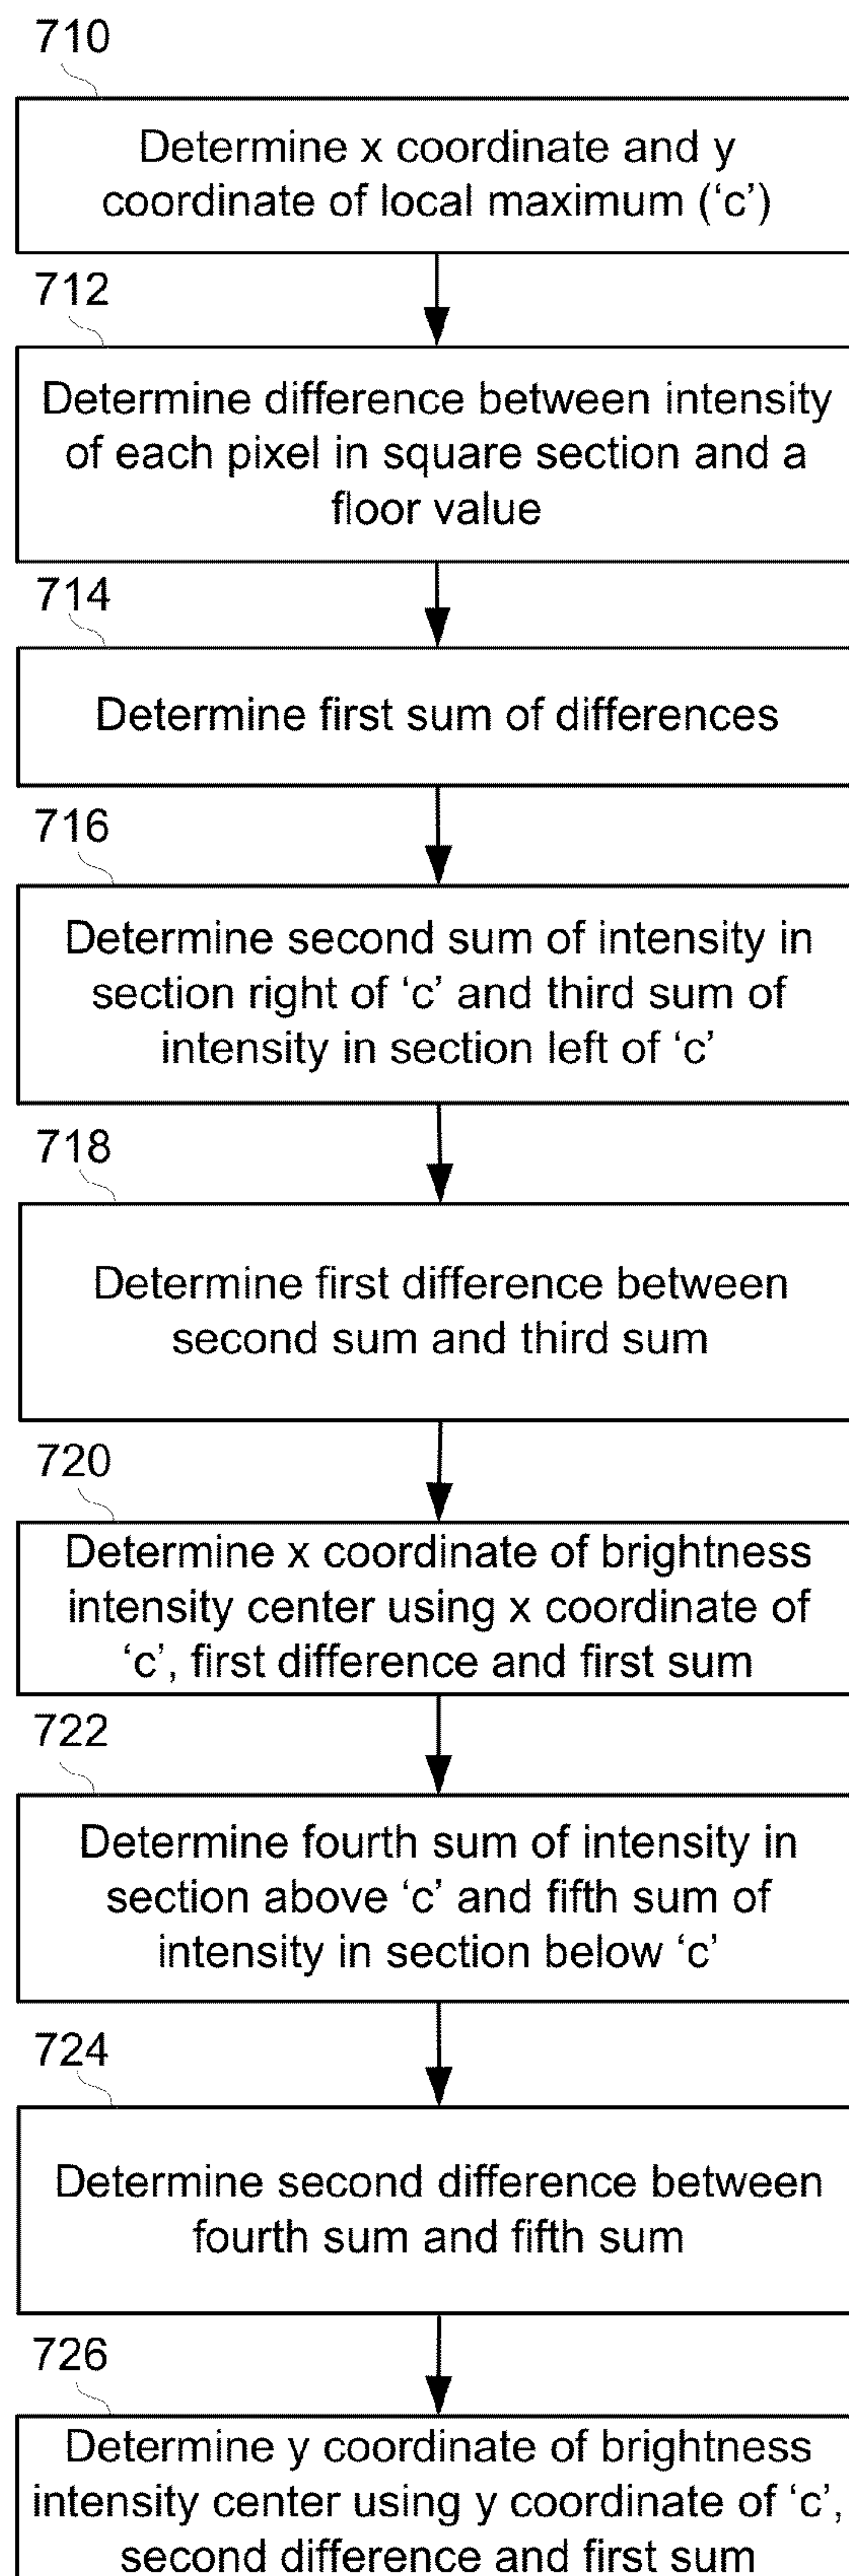 710
Determine x coordinate and y
coordinate of local maximum (‘c’)
712
Determine difference between intensity
of each pixel in square section and a
floor value
714
Determine first sum of differences
716
Determine second sum of intensity in
section right of ‘c’ and third sum of
intensity in section left of ‘c’
718
Determine first difference between
second sum and third sum
720
Determine x coordinate of brightness
intensity center using x coordinate of
‘c’, first difference and first sum
722
Determine fourth sum of intensity in
section above ‘c’ and fifth sum of
intensity in section below ‘c’
724
Determine second difference between
fourth sum and fifth sum
726
Determine y coordinate of brightness
intensity center using y coordinate of ‘c’,
second difference and first sum